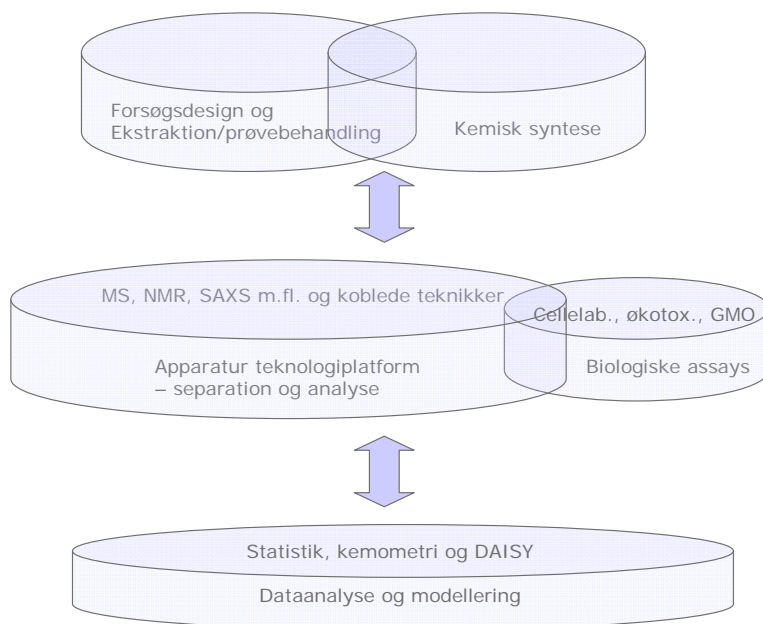 Forsøgsdesign og
Ekstraktion/prøvebehandling
Kemisk syntese
MS, NMR, SAXS m.fl. og koblede teknikker
Cellelab., økotox., GMO
Apparatur teknologiplatform
– separation og analyse
Biologiske assays
Statistik, kemometri og DAISY
Dataanalyse og modellering